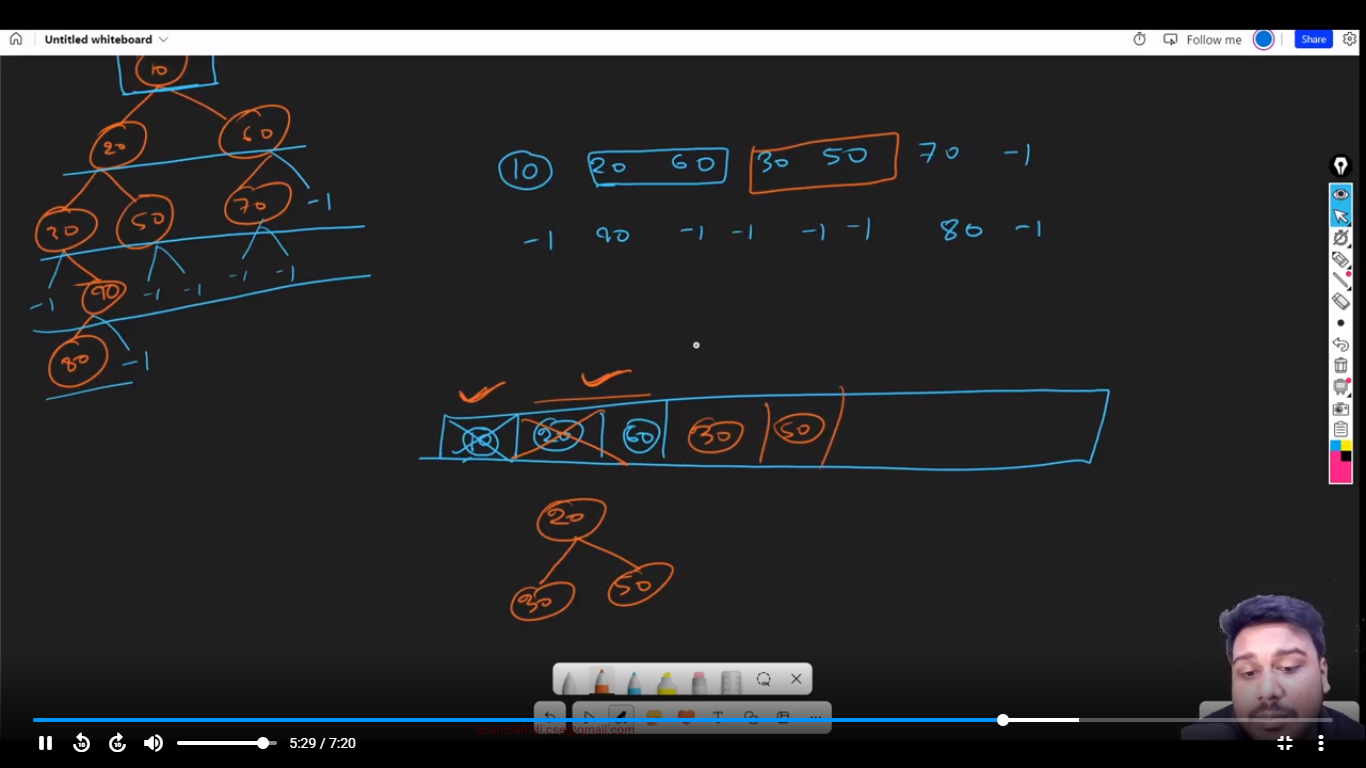 Untitled whiteboard
Follow me
Share
10
20 60
30 50 70 -1
-1 90 -1 -1 -1 -1
80 -1
10 20 60 30 50 70 -1
-1 90 -1 -1 -1 -1 80 -1
10 20 60 30 50
20
30 50
10 10 5:29 / 7:20